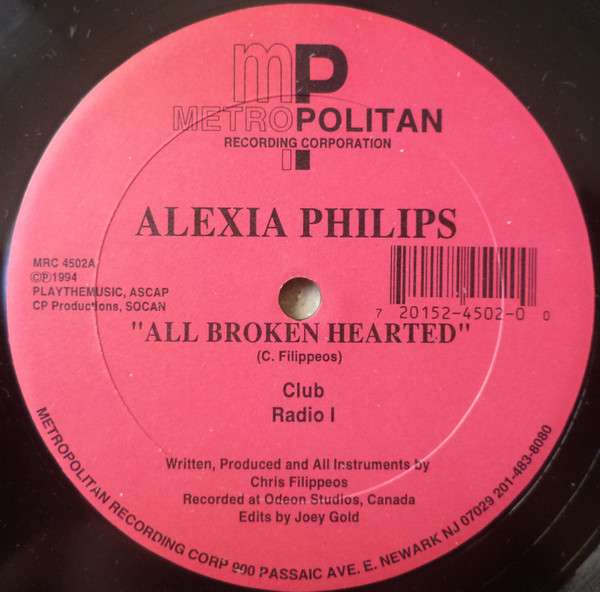 mP
METROPOLITAN
RECORDING CORPORATION
ALEXIA PHILIPS
MRC 4502A
©℗1994
PLAYTHEMUSIC, ASCAP
CP Productions, SOCAN
7 20152-4502-0 0
"ALL BROKEN HEARTED"
(C. Filippeos)
Club
Radio I
Written, Produced and All Instruments by
Chris Filippeos
Recorded at Odeon Studios, Canada
Edits by Joey Gold
METROPOLITAN RECORDING CORP 900 PASSAIC AVE. E. NEWARK NJ 07029 201-483-8080